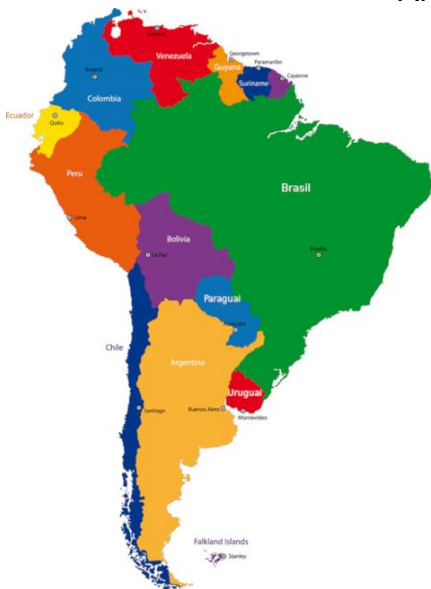 Caracas
Venezuela
Georgetown
Guyana
Paramaribo
Suriname
Cayenne
Bogotá
Colombia
Ecuador
Quito
Peru
Brasil
Lima
Bolivia
La Paz
Brasília
Paraguai
Chile
Argentina
Uruguai
Santiago
Buenos Aires
Montevideo
Falkland Islands
Stanley